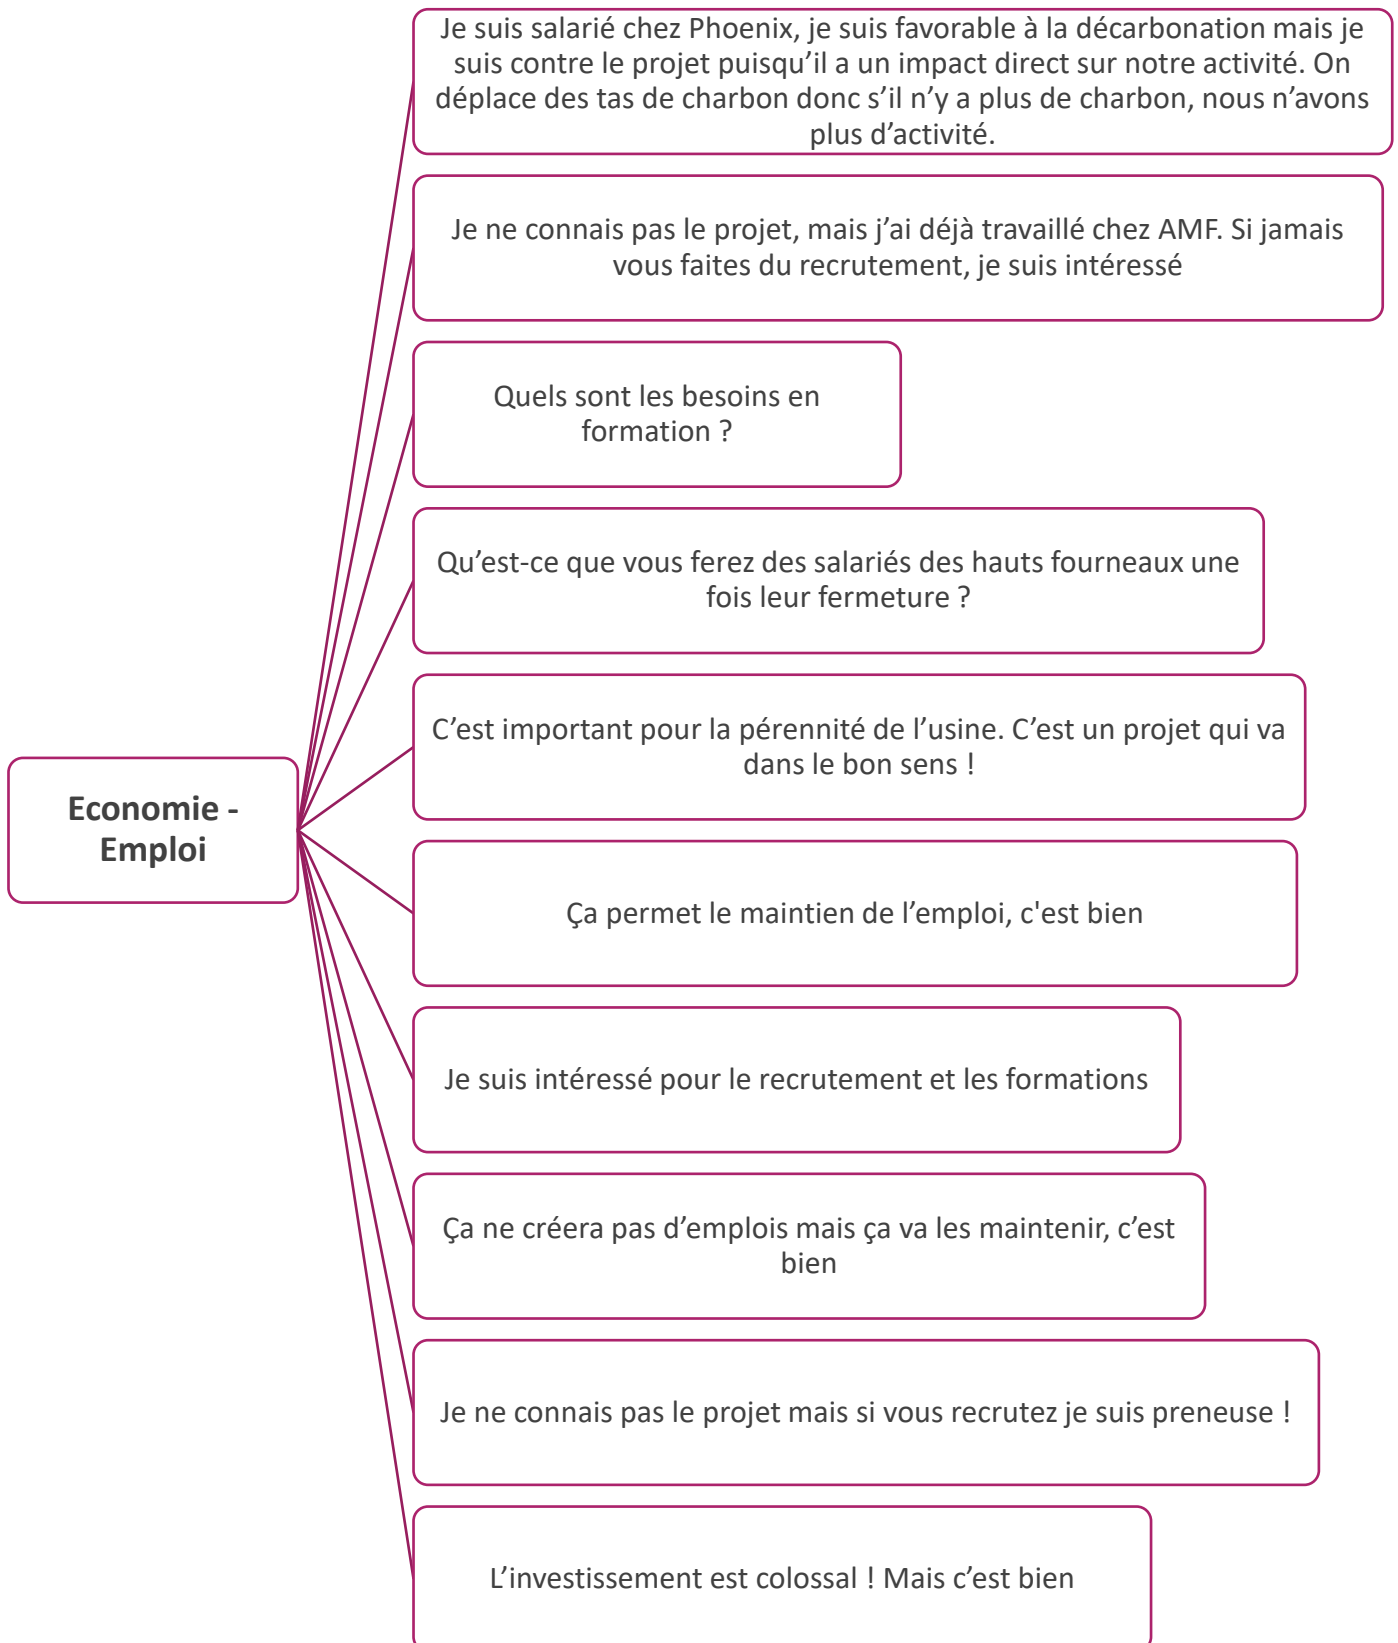 Je suis salarié chez Phoenix, je suis favorable à la décarbonation mais je
suis contre le projet puisqu’il a un impact direct sur notre activité. On
déplace des tas de charbon donc s’il n’y a plus de charbon, nous n’avons
plus d’activité.
Je ne connais pas le projet, mais j’ai déjà travaillé chez AMF. Si jamais
vous faites du recrutement, je suis intéressé
Quels sont les besoins en
formation ?
Qu’est-ce que vous ferez des salariés des hauts fourneaux une
fois leur fermeture ?
C’est important pour la pérennité de l’usine. C’est un projet qui va
dans le bon sens !
Economie -
Emploi
Ça permet le maintien de l’emploi, c'est bien
Je suis intéressé pour le recrutement et les formations
Ça ne créera pas d’emplois mais ça va les maintenir, c’est
bien
Je ne connais pas le projet mais si vous recrutez je suis preneuse !
L’investissement est colossal ! Mais c’est bien